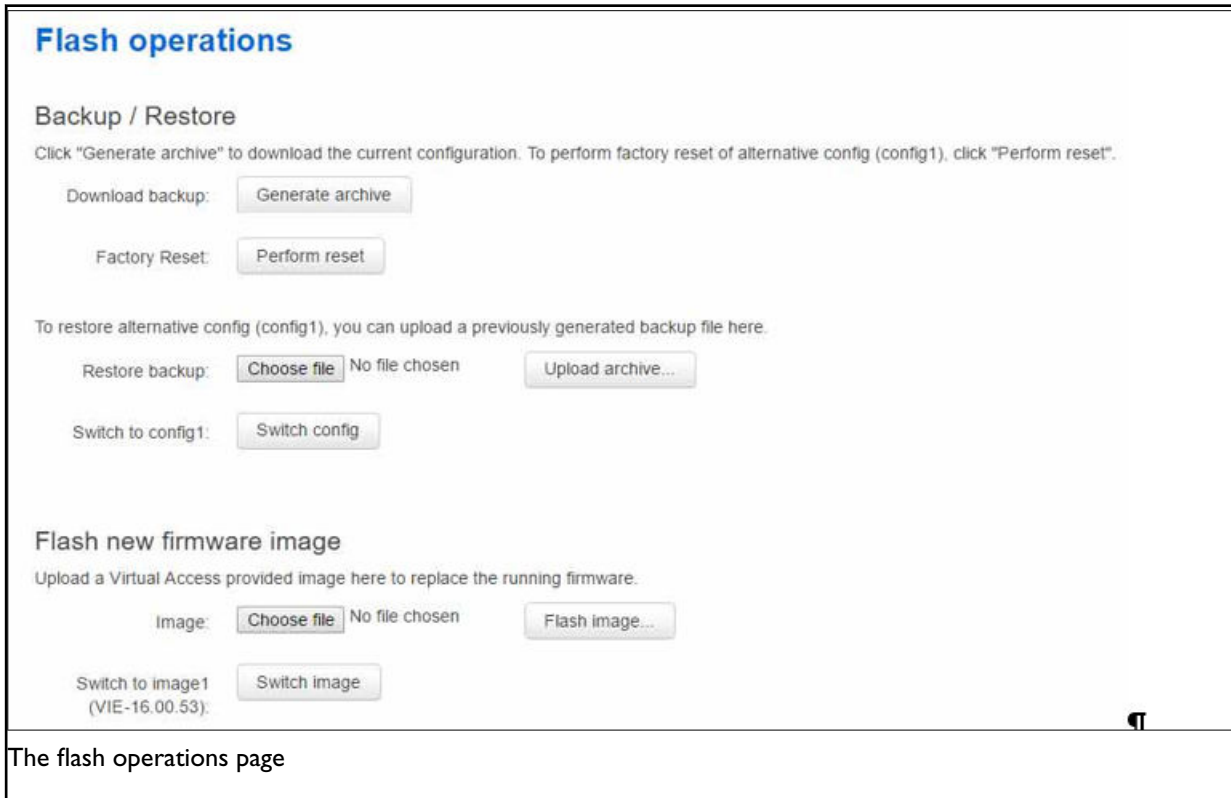 Flash operations
Backup / Restore
Click "Generate archive" to download the current configuration. To perform factory reset of alternative config (config1), click "Perform reset".
Download backup: Generate archive
Factory Reset: Perform reset
To restore alternative config (config1), you can upload a previously generated backup file here.
Restore backup: Choose file No file chosen Upload archive...
Switch to config1: Switch config
Flash new firmware image
Upload a Virtual Access provided image here to replace the running firmware.
Image: Choose file No file chosen Flash image...
Switch to image1 Switch image
(VIE-16.00.53):
¶
The flash operations page